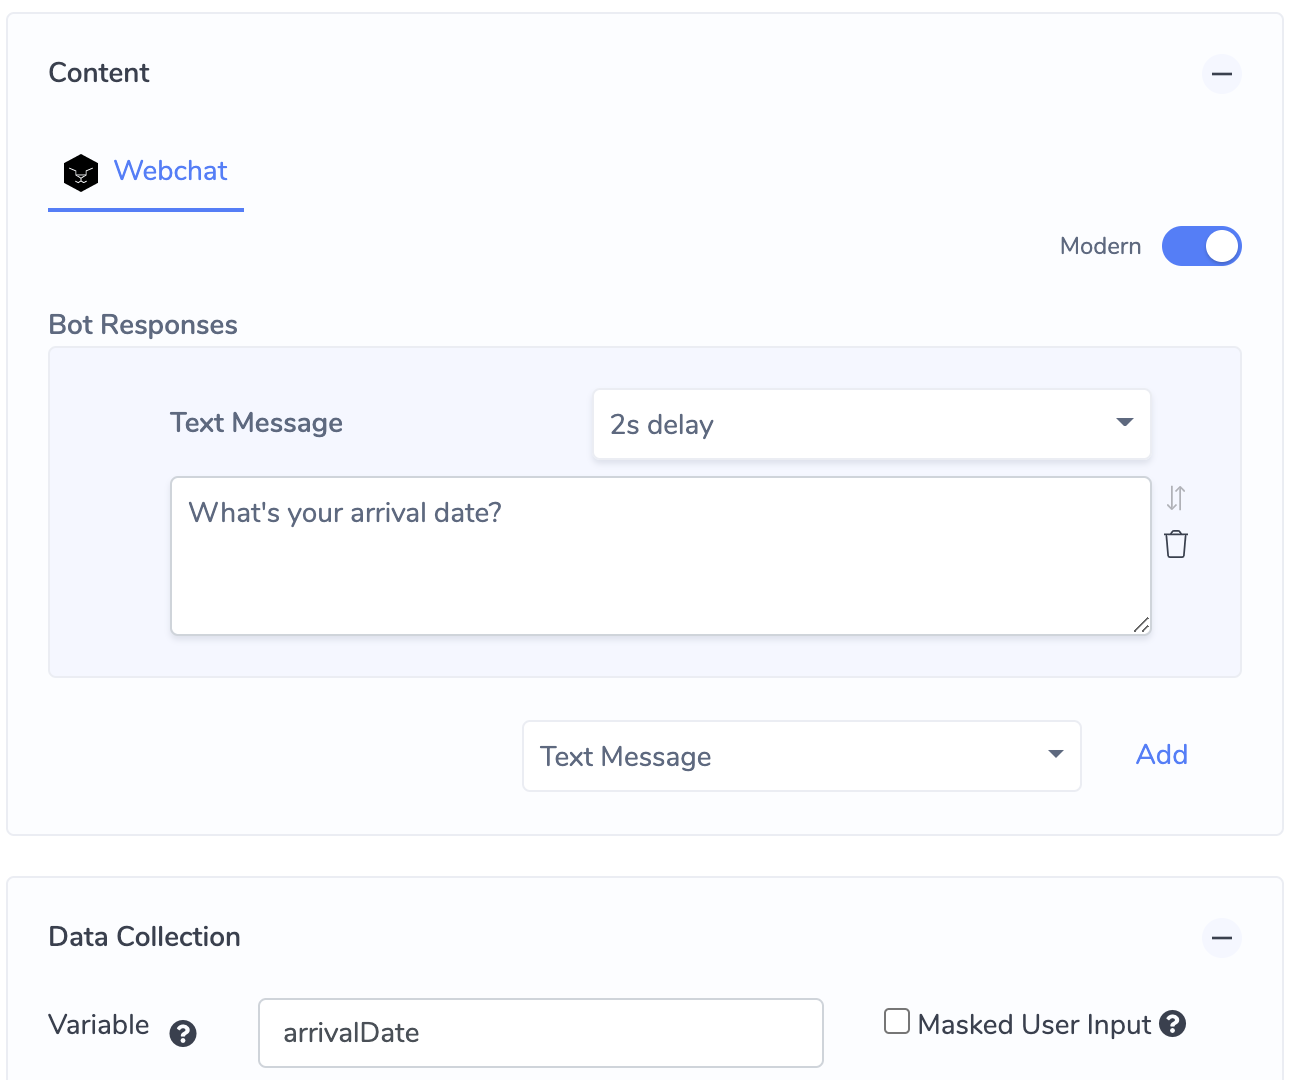 Content
Webchat
Modern
Bot Responses
Text Message
2s delay
What's your arrival date?
Text Message
Add
Data Collection
Variable
arrivalDate
Masked User Input